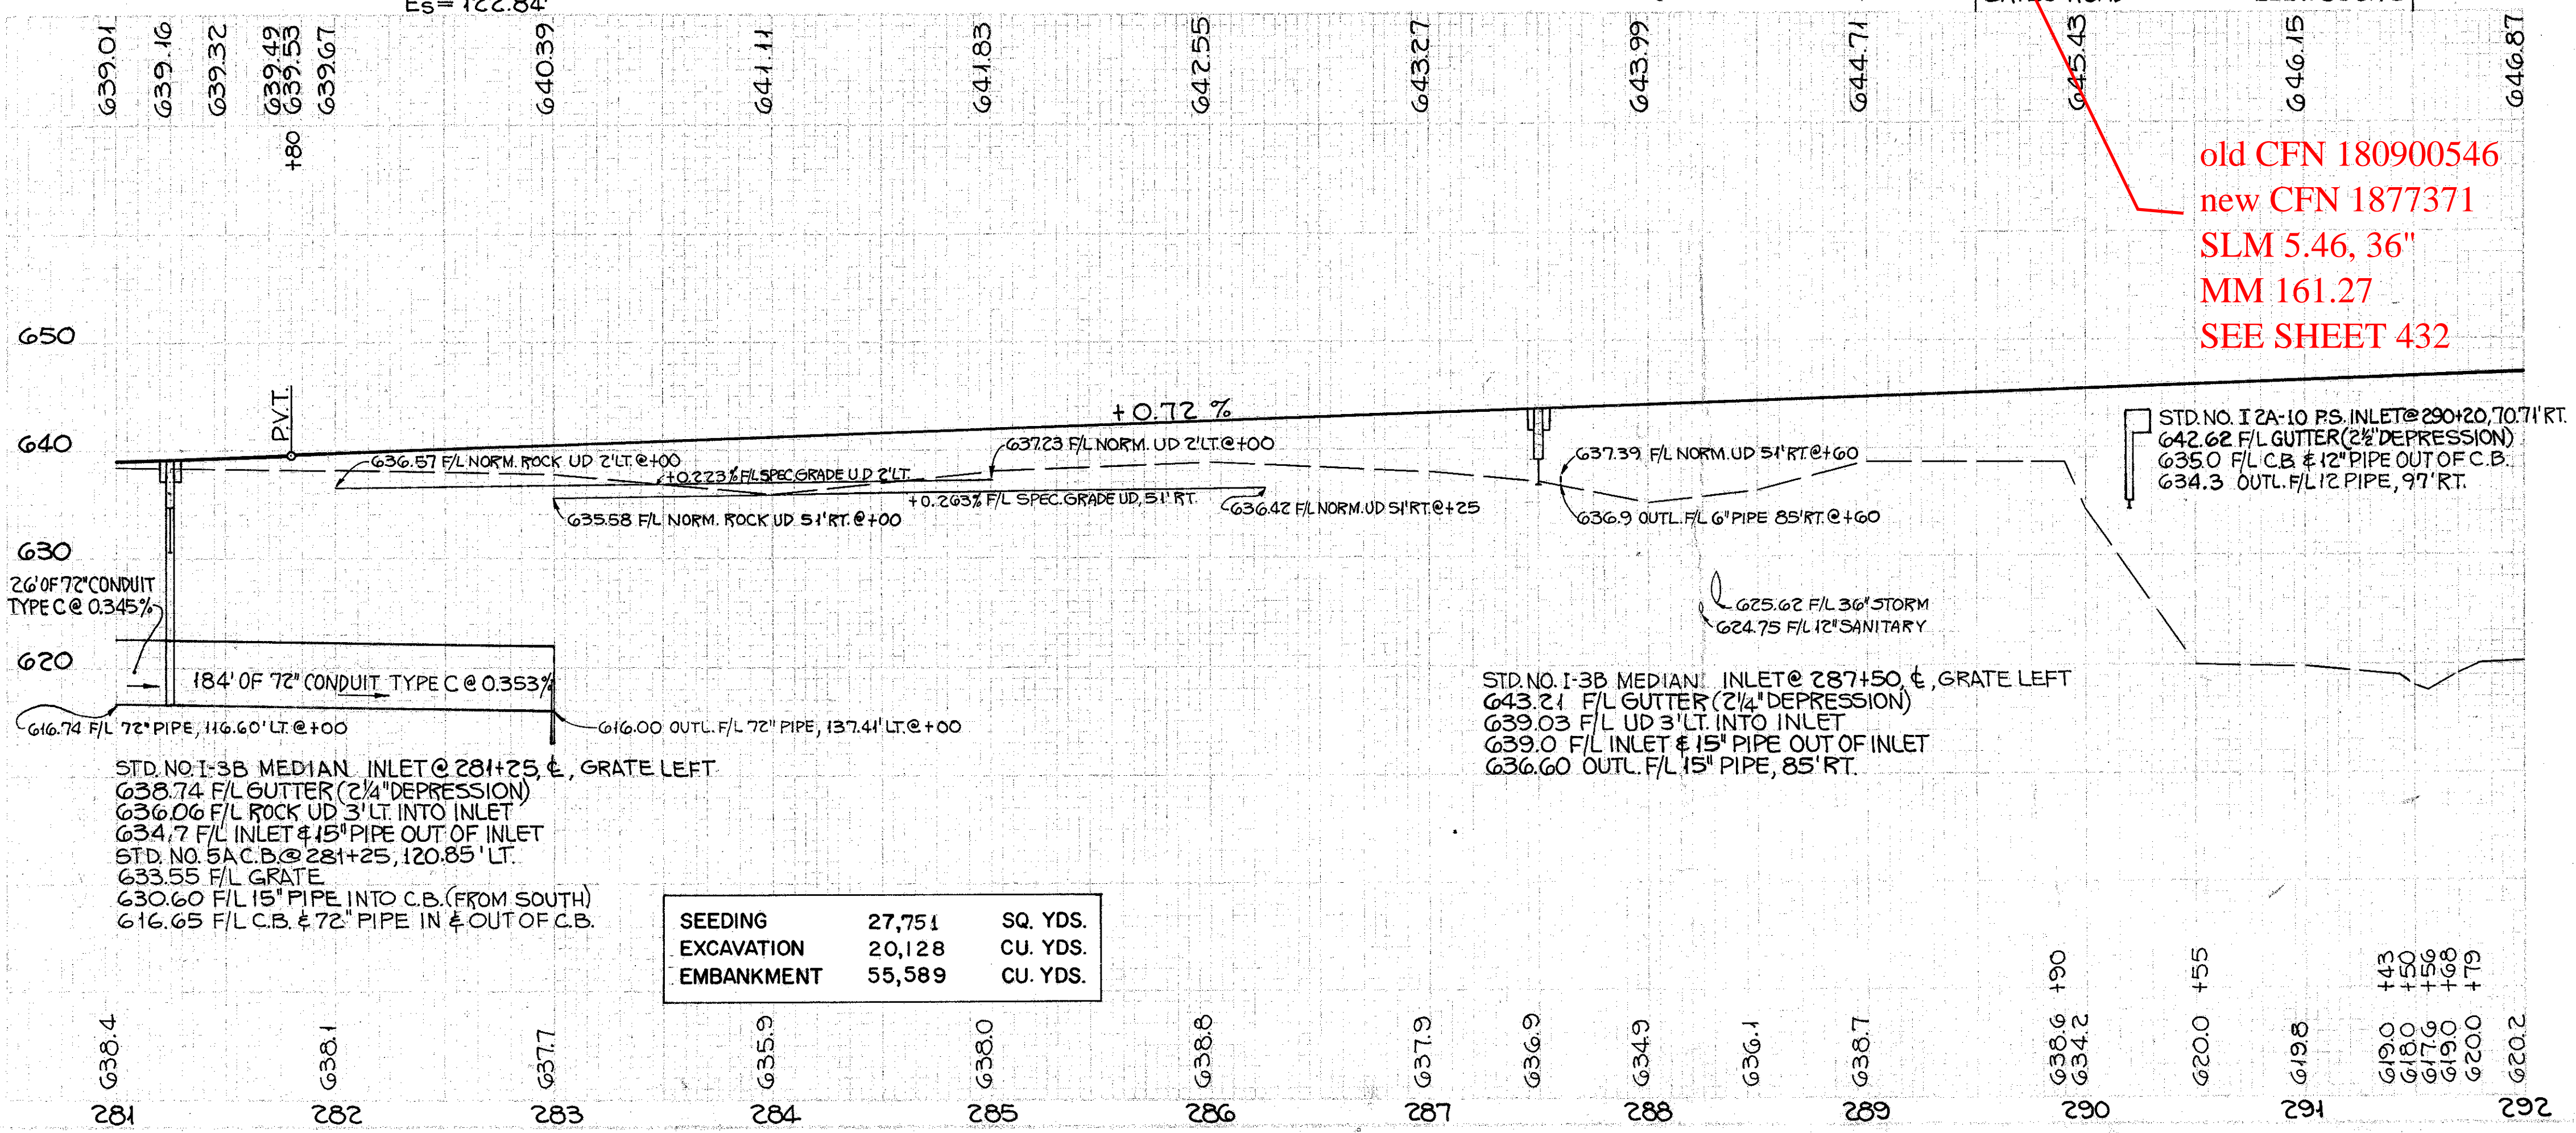 Es= 122.84'
639.01
639.16
639.32
639.49
639.53
+80
639.67
640.39
641.11
641.83
642.55
643.27
643.99
644.71
645.43
646.15
646.87
old CFN 180900546
new CFN 1877371
SLM 5.46, 36"
MM 161.27
SEE SHEET 432
650
640
630
620
P.V.T.
+0.72 %
636.57 F/L NORM. ROCK UD 2'LT.@+00
+0.223% F/L SPEC.GRADE UD 2'LT.
637.23 F/L NORM. UD 2'LT.@+00
635.58 F/L NORM. ROCK UD 51'RT.@+00
+0.263% F/L SPEC.GRADE UD, 51'RT.
636.42 F/L NORM.UD 51'RT.@+25
637.39 F/L NORM.UD 51'RT.@+60
636.9 OUTL.F/L 6" PIPE 85'RT.@+60
STD.NO. I 2A-10 P.S. INLET@290+20,70.71'RT.
642.62 F/L GUTTER(2½"DEPRESSION)
635.0 F/L C.B. & 12" PIPE OUT OF C.B.
634.3 OUTL.F/L 12 PIPE, 97'RT.
26'OF 72"CONDUIT
TYPE C @ 0.345%
625.62 F/L 36"STORM
624.75 F/L 12"SANITARY
184' OF 72" CONDUIT TYPE C @ 0.353%
616.74 F/L 72" PIPE, 116.60'LT.@+00
616.00 OUTL. F/L 72" PIPE, 137.41'LT.@+00
STD. NO. I-3B MEDIAN INLET @ 281+25, ℄, GRATE LEFT
638.74 F/L GUTTER (2¼"DEPRESSION)
636.06 F/L ROCK UD 3'LT. INTO INLET
634.7 F/L INLET & 15" PIPE OUT OF INLET
STD. NO. 5A C.B.@ 281+25, 120.85' LT.
633.55 F/L GRATE
630.60 F/L 15" PIPE INTO C.B.(FROM SOUTH)
616.65 F/L C.B. & 72" PIPE IN & OUT OF C.B.
STD. NO. I-3B MEDIAN INLET@ 287+50, ℄, GRATE LEFT
643.21 F/L GUTTER (2¼"DEPRESSION)
639.03 F/L UD 3'LT. INTO INLET
639.0 F/L INLET & 15" PIPE OUT OF INLET
636.60 OUTL. F/L 15" PIPE, 85'RT.
SEEDING 27,751 SQ. YDS.
EXCAVATION 20,128 CU. YDS.
EMBANKMENT 55,589 CU. YDS.
638.4
638.1
637.7
635.9
638.0
638.8
637.9
636.9
634.9
636.1
638.7
638.6 +90
634.2
620.0 +55
619.8
619.0 +43
618.0 +50
617.6 +56
619.0 +68
620.0 +79
620.2
281 282 283 284 285 286 287 288 289 290 291 292